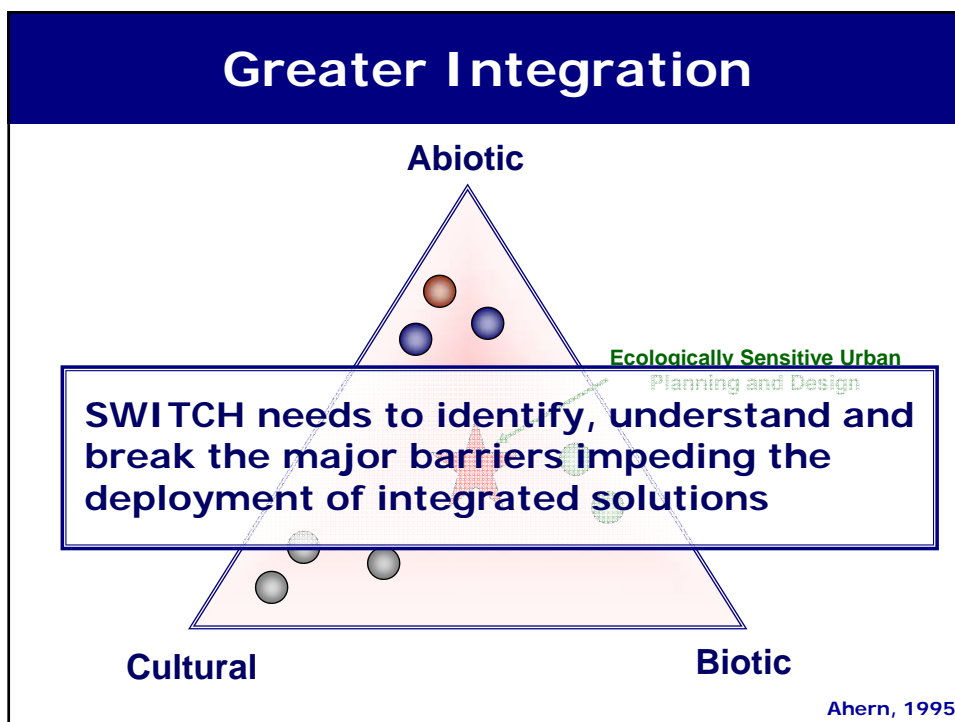 Greater Integration
Abiotic
Ecologically Sensitive Urban
Planning and Design
SWITCH needs to identify, understand and
break the major barriers impeding the
deployment of integrated solutions
Cultural
Biotic
Ahern, 1995